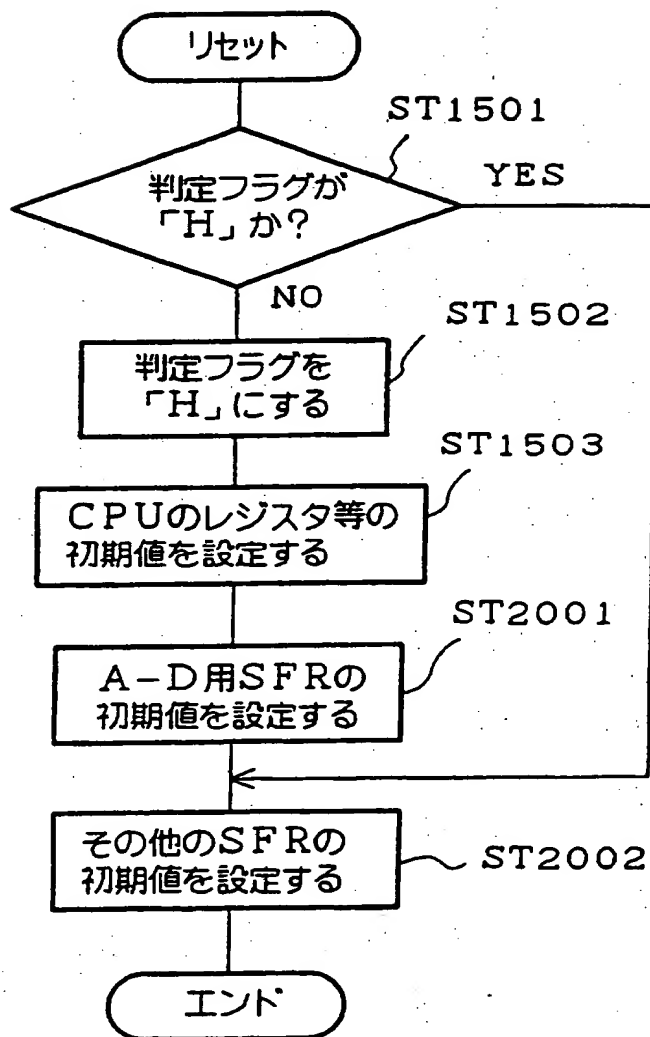 リセット
ST1501
判定フラグが
「H」か?
YES
NO
ST1502
判定フラグを
「H」にする
ST1503
CPUのレジスタ等の
初期値を設定する
ST2001
A-D用SFRの
初期値を設定する
その他のSFRの
初期値を設定する
ST2002
エンド